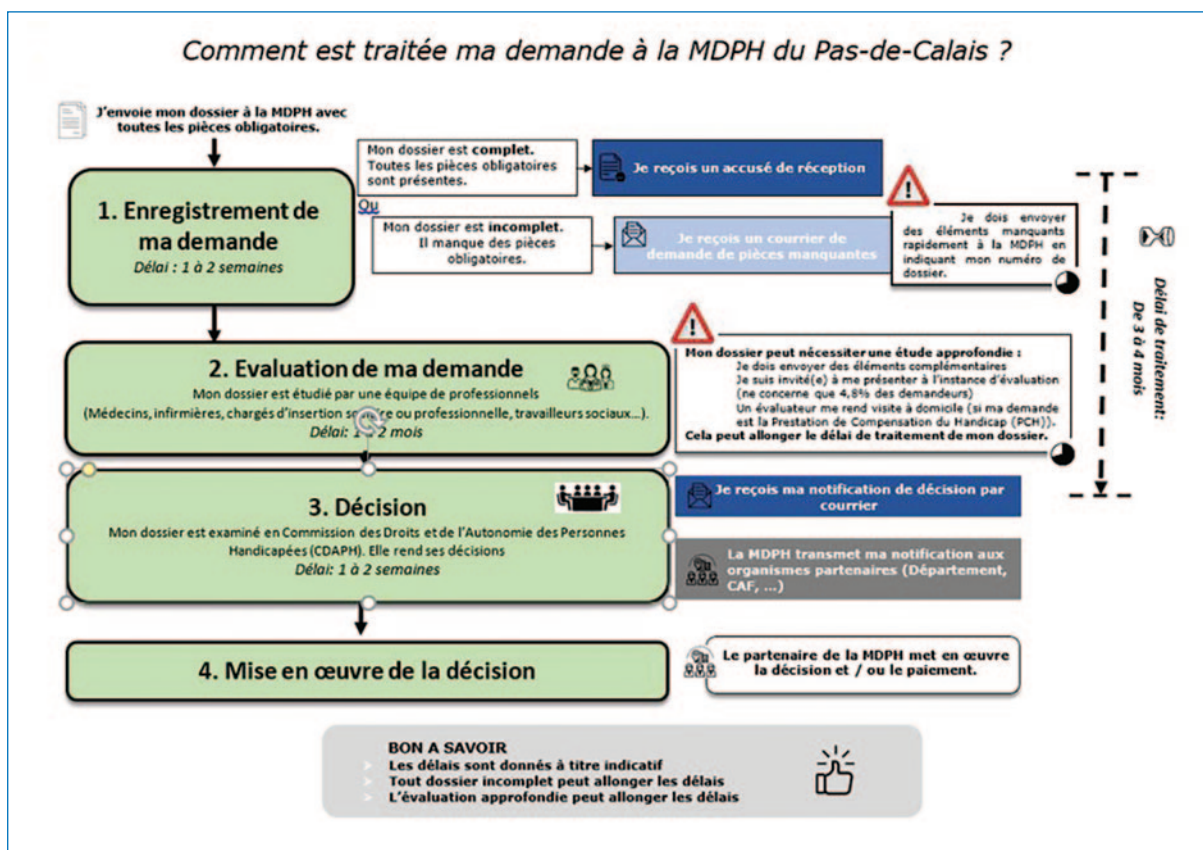 Comment est traitée ma demande à la MDPH du Pas-de-Calais ?
J'envoie mon dossier à la MDPH avec
toutes les pièces obligatoires.
1. Enregistrement de
ma demande
Délai : 1 à 2 semaines
Mon dossier est complet.
Toutes les pièces obligatoires
sont présentes.
Je reçois un accusé de réception
Ou
Mon dossier est incomplet.
Il manque des pièces
obligatoires.
Je reçois un courrier de
demande de pièces manquantes
Je dois envoyer
des éléments manquants
rapidement à la MDPH en
indiquant mon numéro de
dossier.
Délai de traitement:
De 3 à 4 mois
2. Evaluation de ma demande
Mon dossier est étudié par une équipe de professionnels
(Médecins, infirmières, chargés d'insertion ou professionnelle, travailleurs sociaux...).
Délai: 1 à 2 mois
Mon dossier peut nécessiter une étude approfondie :
Je dois envoyer des éléments complémentaires
Je suis invité(e) à me présenter à l'instance d'évaluation
(ne concerne que 4,8% des demandeurs)
Un évaluateur me rend visite à domicile (si ma demande
est la Prestation de Compensation du Handicap (PCH)).
Cela peut allonger le délai de traitement de mon dossier.
3. Décision
Mon dossier est examiné en Commission des Droits et de l'Autonomie des Personnes
Handicapées (CDAPH). Elle rend ses décisions
Délai: 1 à 2 semaines
Je reçois ma notification de décision par
courrier
La MDPH transmet ma notification aux
organismes partenaires (Département,
CAF, ...)
4. Mise en œuvre de la décision
Le partenaire de la MDPH met en œuvre
la décision et / ou le paiement.
BON A SAVOIR
Les délais sont donnés à titre indicatif
Tout dossier incomplet peut allonger les délais
L'évaluation approfondie peut allonger les délais